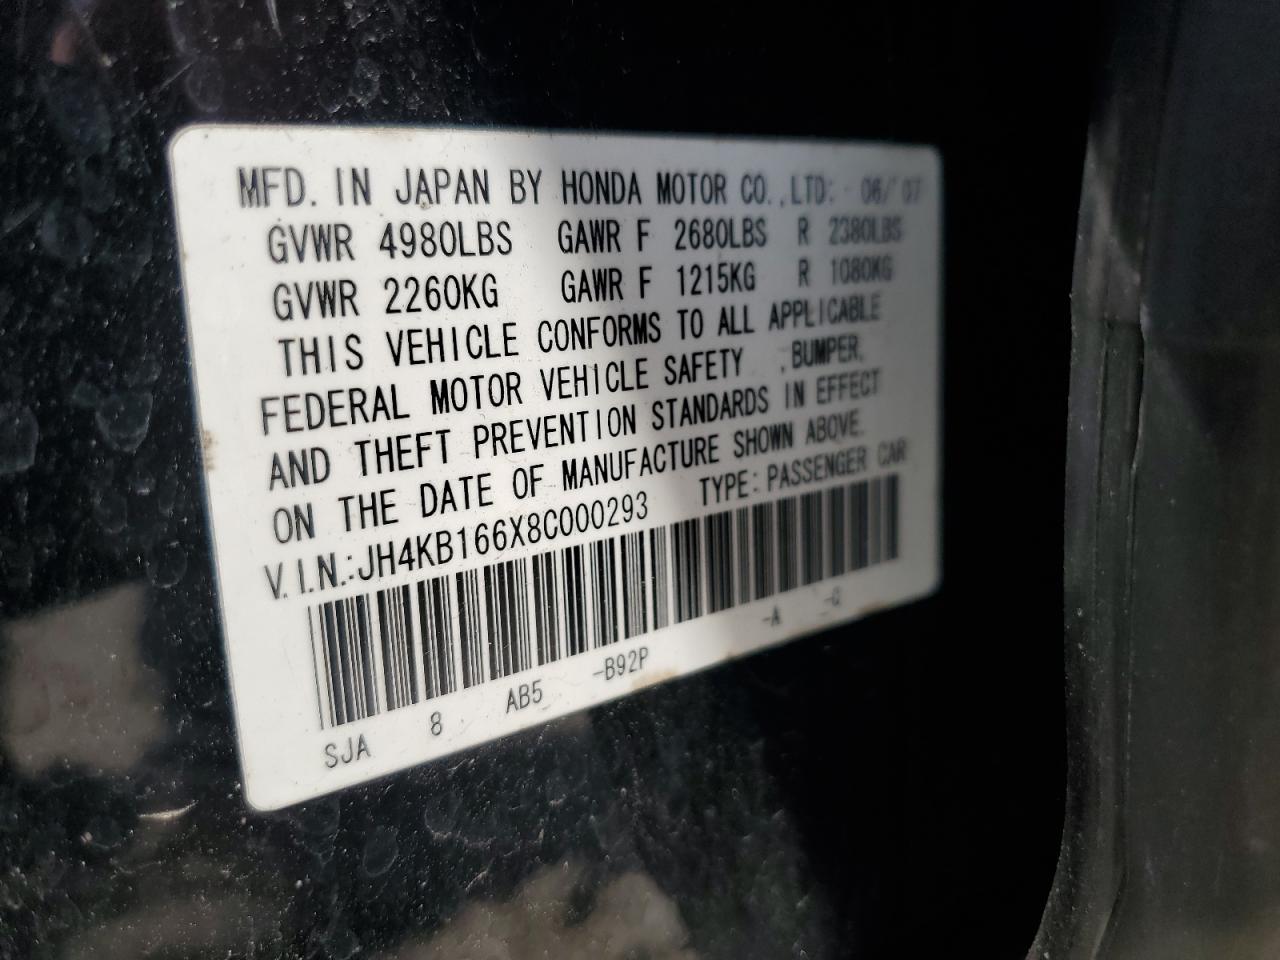 MFD. IN JAPAN BY HONDA MOTOR CO.,LTD. 06/'07
GVWR 4980LBS GAWR F 2680LBS R 2380LBS
GVWR 2260KG GAWR F 1215KG R 1080KG
THIS VEHICLE CONFORMS TO ALL APPLICABLE
FEDERAL MOTOR VEHICLE SAFETY ,BUMPER,
AND THEFT PREVENTION STANDARDS IN EFFECT
ON THE DATE OF MANUFACTURE SHOWN ABOVE.
V.I.N.:JH4KB166X8C000293 TYPE:PASSENGER CAR
SJA 8 AB5 -B92P -A